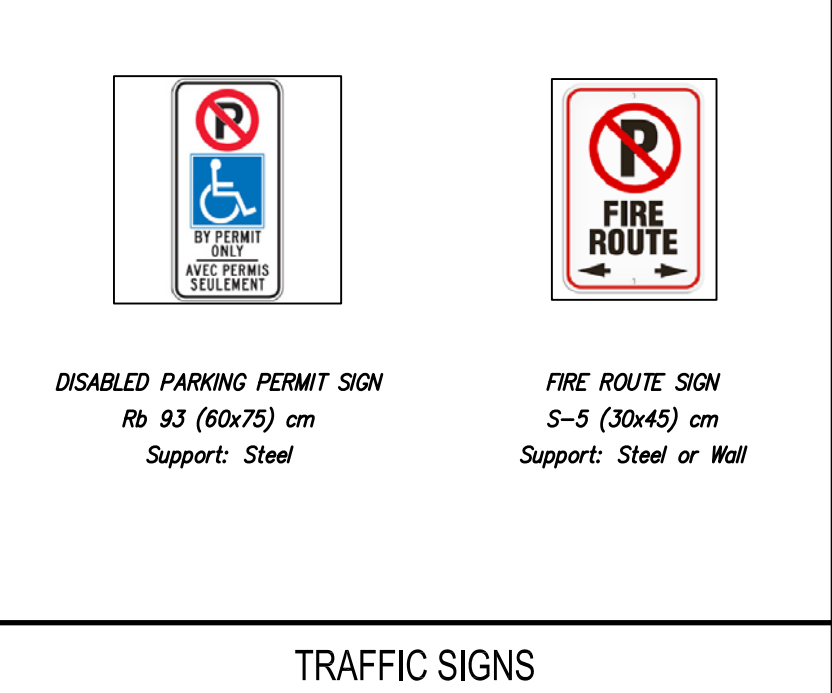 P
BY PERMIT
ONLY
AVEC PERMIS
SEULEMENT
P
FIRE
ROUTE
DISABLED PARKING PERMIT SIGN
Rb 93 (60x75) cm
Support: Steel
FIRE ROUTE SIGN
S-5 (30x45) cm
Support: Steel or Wall
TRAFFIC SIGNS